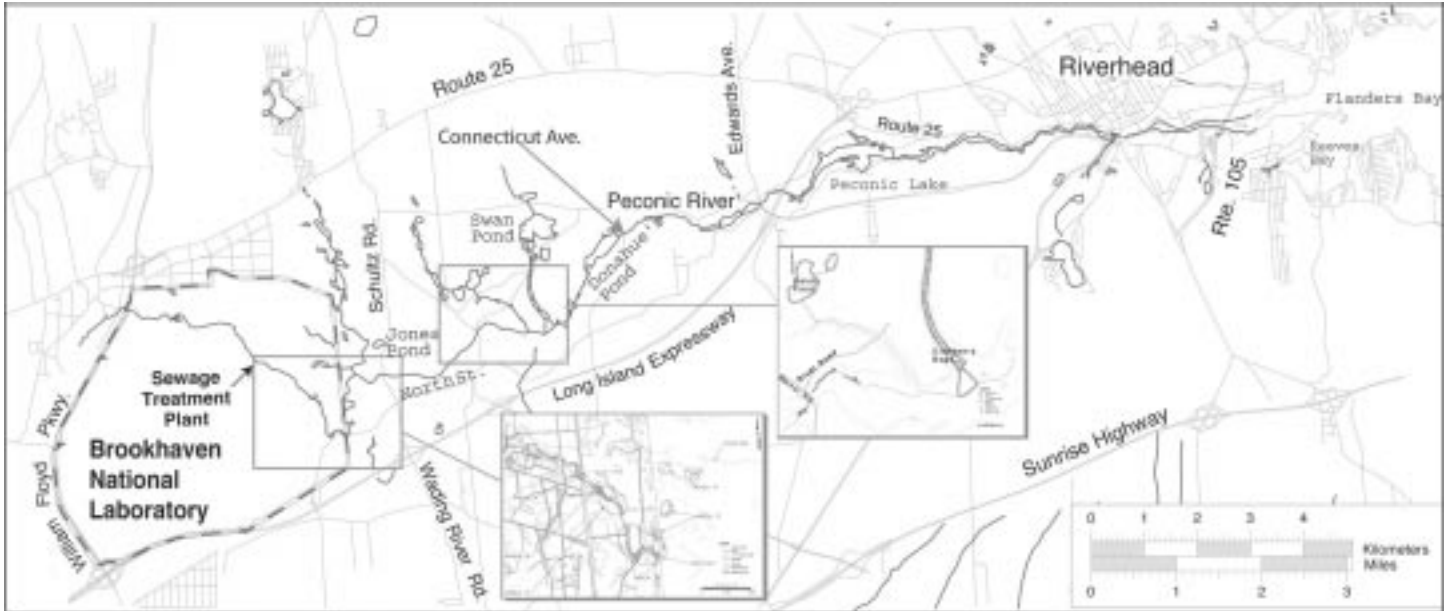 Riverhead
Route 25
Edwards Ave.
Flanders Bay
Connecticut Ave.
Route 25
Reeves
Bay
Peconic Lake
Rte. 105
Peconic River
Swan
Pond
Schultz Rd.
Donahue
Pond
Jones
Pond
North St.
Long Island Expressway
Sewage
Treatment
Plant
Brookhaven
National
Laboratory
William Floyd Pkwy.
Wading River Rd.
Sunrise Highway
0 1 2 3 4
Kilometers
Miles
0 1 2 3